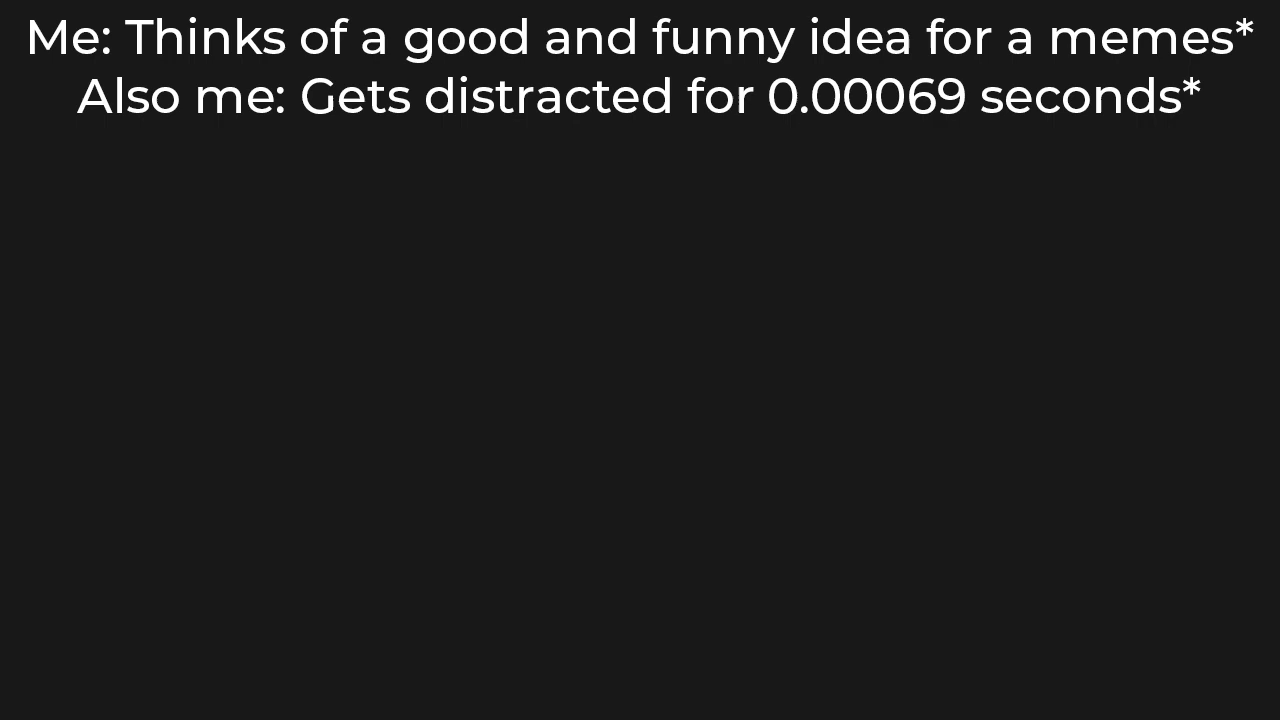 Me: Thinks of a good and funny idea for a memes*
Also me: Gets distracted for 0.00069 seconds*